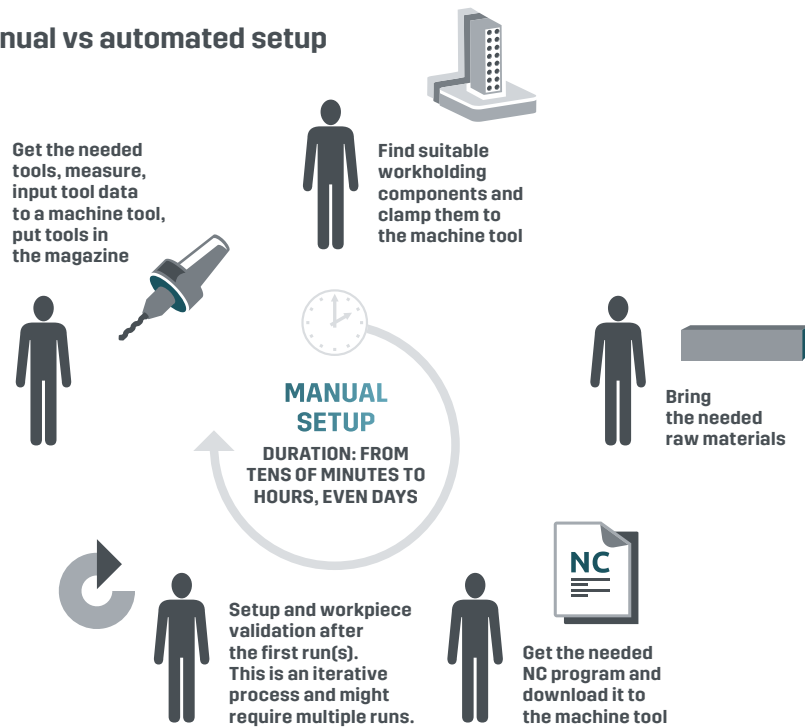 nual vs automated setup
Get the needed
tools, measure,
input tool data
to a machine tool,
put tools in
the magazine
Find suitable
workholding
components and
clamp them to
the machine tool
Bring
the needed
raw materials
MANUAL
SETUP
DURATION: FROM
TENS OF MINUTES TO
HOURS, EVEN DAYS
NC
Setup and workpiece
validation after
the first run(s).
This is an iterative
process and might
require multiple runs.
Get the needed
NC program and
download it to
the machine tool